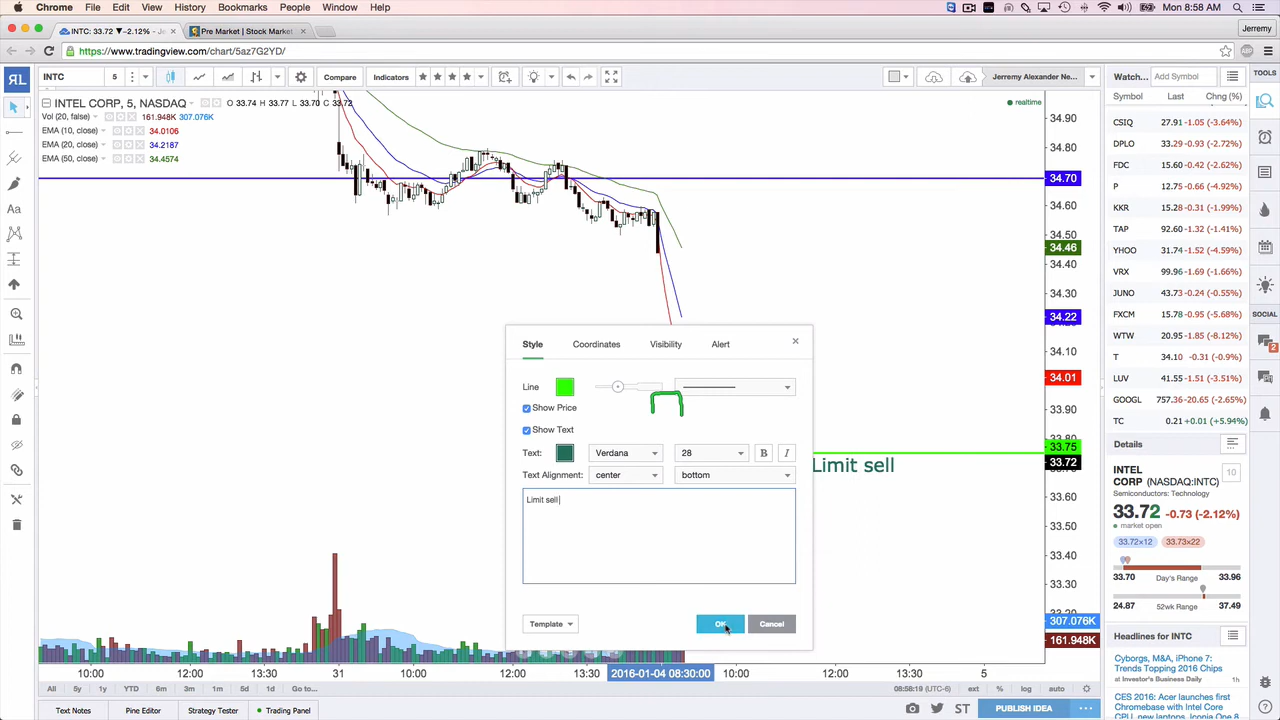 Chrome File Edit View History Bookmarks People Window Help Mon 8:58 AM
INTC: 33.72 ▼−2.12% - Je × Pre Market | Stock Market × Jeremy
https://www.tradingview.com/chart/5az7G2YD/
INTC 5 Compare Indicators Jeremy Alexander Ne... Watch... Add Symbol TOOLS
INTEL CORP, 5, NASDAQ O 33.74 H 33.77 L 33.70 C 33.72 realtime
Vol (20, false) 161.948K 307.076K
EMA (10, close) 34.0106
EMA (20, close) 34.2187
EMA (50, close) 34.4574
Symbol Last Chng (%)
CSIQ 27.91 -1.05 (-3.64%)
DPLO 33.29 -0.93 (-2.72%)
FDC 15.60 -0.42 (-2.62%)
P 12.75 -0.66 (-4.92%)
KKR 15.28 -0.31 (-1.99%)
TAP 92.60 -1.32 (-1.41%)
YHOO 31.74 -1.52 (-4.59%)
VRX 99.96 -1.69 (-1.66%)
JUNO 43.73 -0.24 (-0.55%)
FXCM 15.78 -0.95 (-5.68%)
WTW 20.95 -1.85 (-8.12%)
T 34.10 -0.31 (-0.9%)
LUV 41.55 -1.51 (-3.51%)
GOOGL 757.36 -20.65 (-2.65%)
TC 0.21 +0.01 (+5.94%)
SOCIAL
2
34.90
34.80
34.70
34.60
34.50
34.46
34.40
34.30
34.22
34.10
34.01
33.90
33.75
33.72
33.60
33.50
33.40
33.30
307.076K
161.948K
Style Coordinates Visibility Alert ×
Line
Show Price
Show Text
Text: Verdana 28 B I
Text Alignment: center bottom
Limit sell
Template OK Cancel
Limit sell
Details
INTEL CORP (NASDAQ:INTC) 10
Semiconductors: Technology
33.72 -0.73 (-2.12%)
market open
33.72×12 33.73×22
33.70 Day's Range 33.96
24.87 52wk Range 37.49
Headlines for INTC
Cyborgs, M&A, iPhone 7: Trends Topping 2016 Chips
at Investor's Business Daily 1h
CES 2016: Acer launches first Chromebase with Intel Core
10:00 12:00 13:30 31 10:00 12:00 13:30 2016-01-04 08:30:00 10:00 12:00 13:30 5
All 5y 1y YTD 6m 3m 1m 5d 1d Go to... 08:58:19 (UTC-6) ext % log auto
Text Notes Pine Editor Strategy Tester Trading Panel ST PUBLISH IDEA